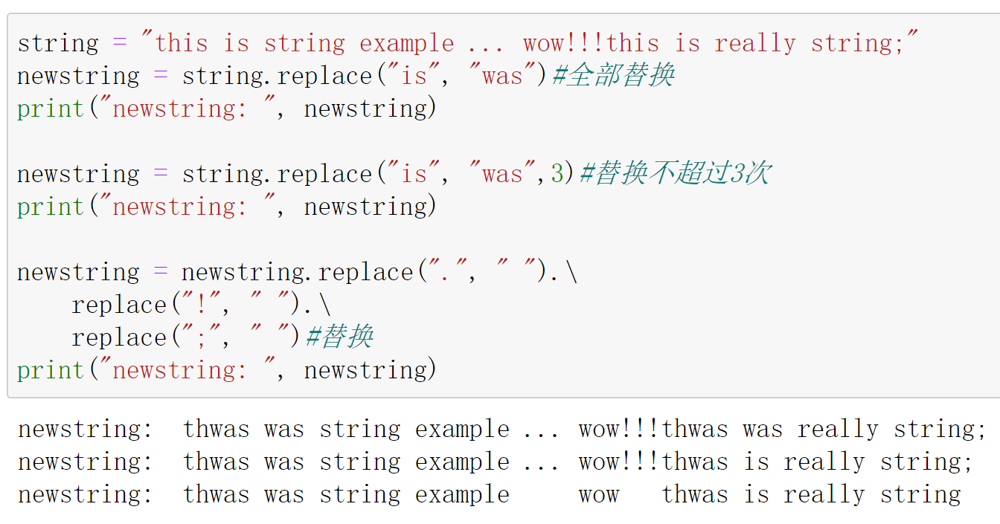 string = "this is string example ... wow!!!this is really string;"
newstring = string.replace("is", "was")#全部替换
print("newstring: ", newstring)
newstring = string.replace("is", "was",3)#替换不超过3次
print("newstring: ", newstring)
newstring = newstring.replace(".", " ").\
    replace("!", " ").\
    replace(";", " ")#替换
print("newstring: ", newstring)
newstring:  thwas was string example ... wow!!!thwas was really string;
newstring:  thwas was string example ... wow!!!thwas is really string;
newstring:  thwas was string example     wow   thwas is really string